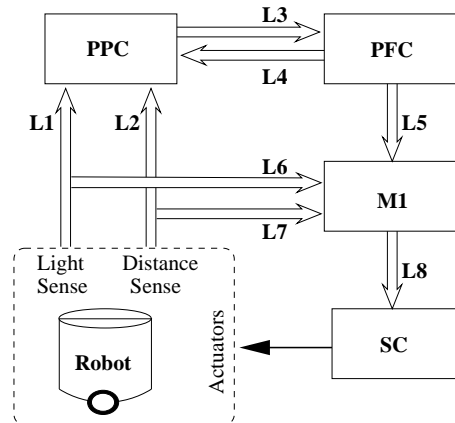 L3
PPC
PFC
L4
L1
L2
L5
L6
M1
L7
Light
Sense
Distance
Sense
L8
Robot
Actuators
SC